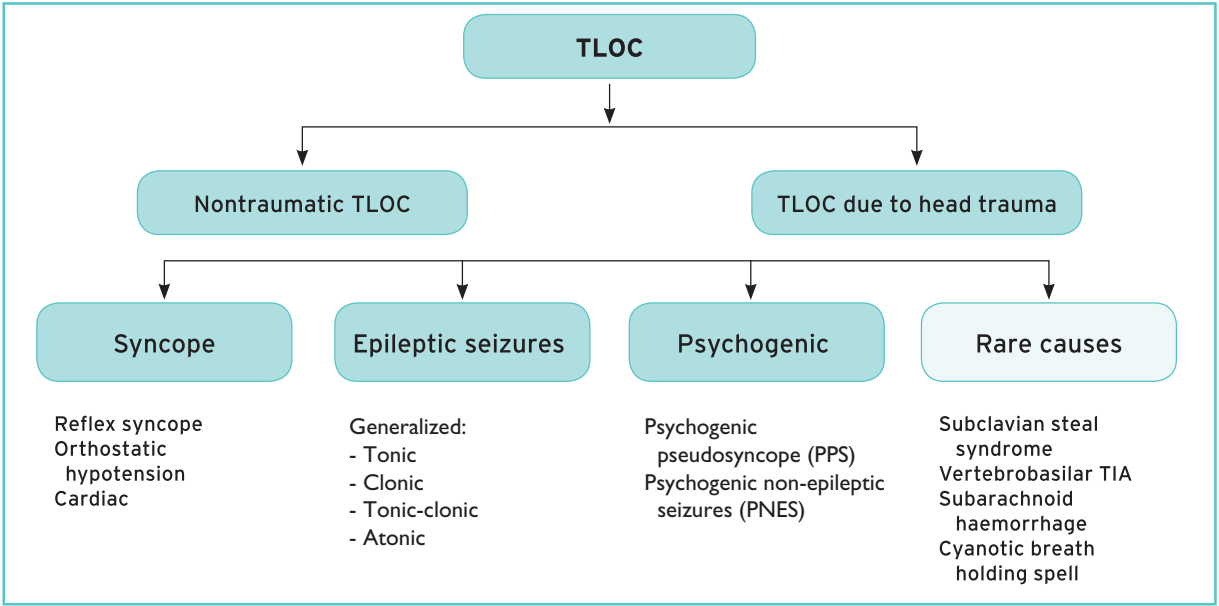 TLOC
Nontraumatic TLOC
TLOC due to head trauma
Syncope
Epileptic seizures
Psychogenic
Rare causes
Reflex syncope
Orthostatic
hypotension
Cardiac
Generalized:
- Tonic
- Clonic
- Tonic-clonic
- Atonic
Psychogenic
pseudosyncope (PPS)
Psychogenic non-epileptic
seizures (PNES)
Subclavian steal
syndrome
Vertebrobasilar TIA
Subarachnoid
haemorrhage
Cyanotic breath
holding spell